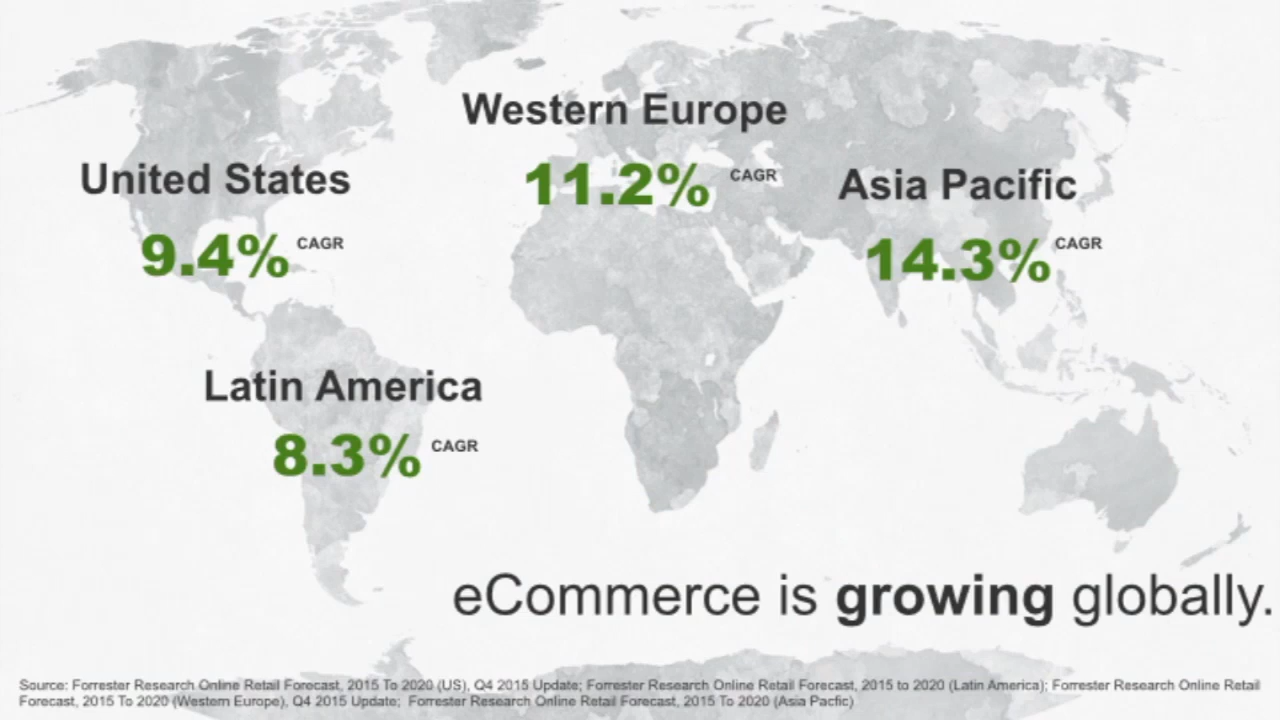 Western Europe
11.2% CAGR
United States
9.4% CAGR
Asia Pacific
14.3% CAGR
Latin America
8.3% CAGR
eCommerce is growing globally.
Source: Forrester Research Online Retail Forecast, 2015 To 2020 (US), Q4 2015 Update; Forrester Research Online Retail Forecast, 2015 to 2020 (Latin America); Forrester Research Online Retail
Forecast, 2015 To 2020 (Western Europe), Q4 2015 Update; Forrester Research Online Retail Forecast, 2015 To 2020 (Asia Pacfic)